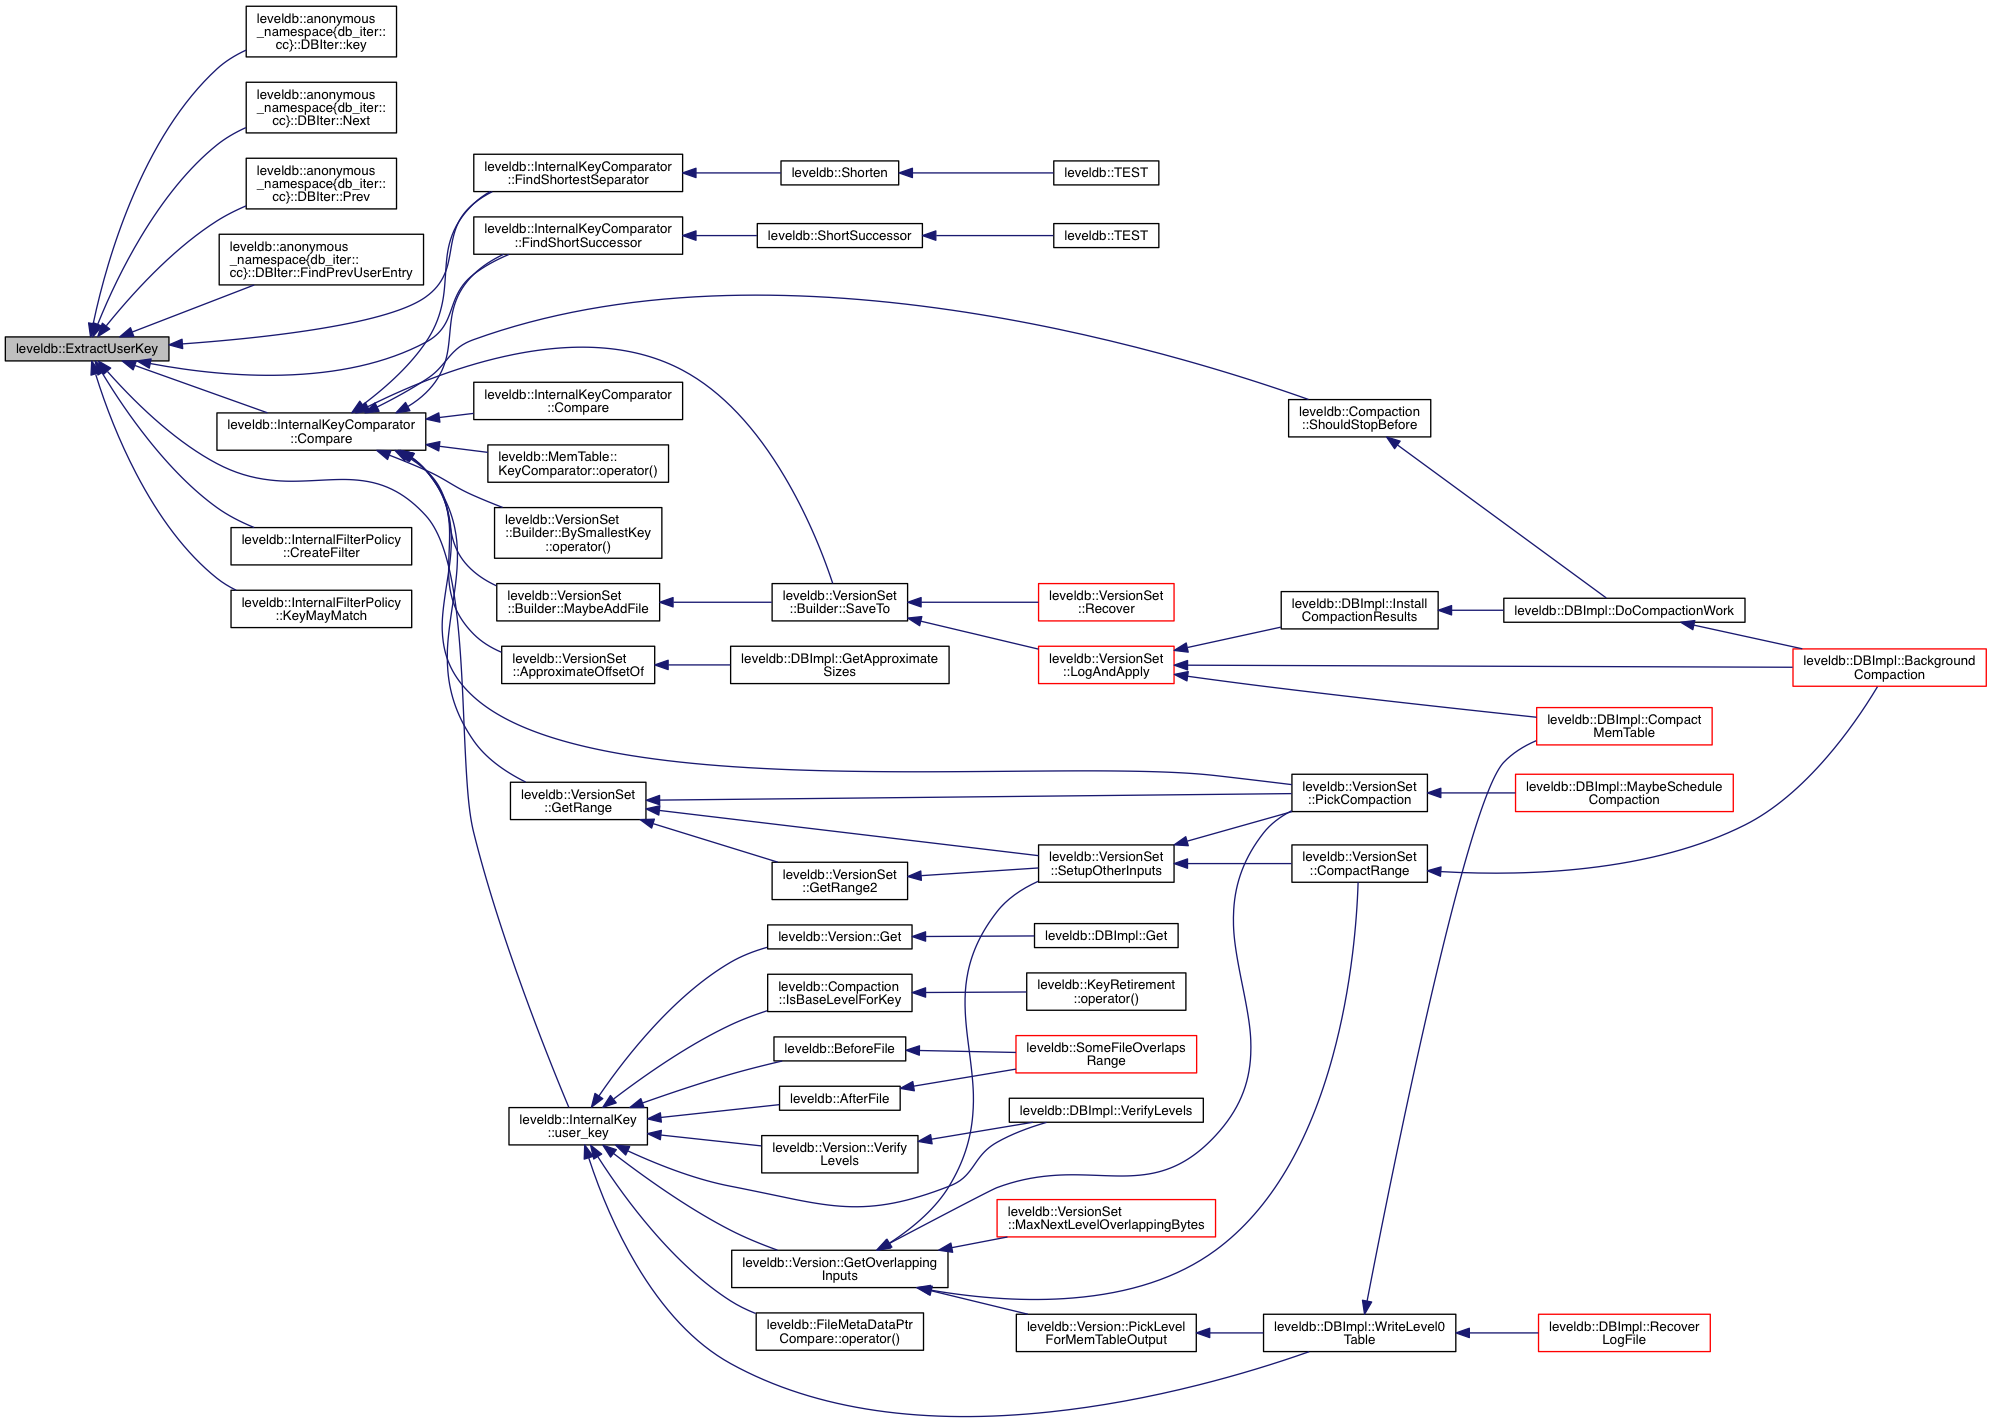 leveldb::anonymous
_namespace{db_iter::
cc}::DBIter::key
leveldb::anonymous
_namespace{db_iter::
cc}::DBIter::Next
leveldb::anonymous
_namespace{db_iter::
cc}::DBIter::Prev
leveldb::anonymous
_namespace{db_iter::
cc}::DBIter::FindPrevUserEntry
leveldb::ExtractUserKey
leveldb::InternalKeyComparator
::Compare
leveldb::InternalFilterPolicy
::CreateFilter
leveldb::InternalFilterPolicy
::KeyMayMatch
leveldb::InternalKeyComparator
::FindShortestSeparator
leveldb::InternalKeyComparator
::FindShortSuccessor
leveldb::InternalKeyComparator
::Compare
leveldb::MemTable::
KeyComparator::operator()
leveldb::VersionSet
::Builder::BySmallestKey
::operator()
leveldb::VersionSet
::Builder::MaybeAddFile
leveldb::VersionSet
::ApproximateOffsetOf
leveldb::VersionSet
::GetRange
leveldb::InternalKey
::user_key
leveldb::Shorten
leveldb::ShortSuccessor
leveldb::VersionSet
::Builder::SaveTo
leveldb::DBImpl::GetApproximate
Sizes
leveldb::VersionSet
::GetRange2
leveldb::Version::Get
leveldb::Compaction
::IsBaseLevelForKey
leveldb::BeforeFile
leveldb::AfterFile
leveldb::Version::Verify
Levels
leveldb::Version::GetOverlapping
Inputs
leveldb::FileMetaDataPtr
Compare::operator()
leveldb::TEST
leveldb::TEST
leveldb::VersionSet
::Recover
leveldb::VersionSet
::LogAndApply
leveldb::VersionSet
::SetupOtherInputs
leveldb::DBImpl::Get
leveldb::KeyRetirement
::operator()
leveldb::SomeFileOverlaps
Range
leveldb::DBImpl::VerifyLevels
leveldb::VersionSet
::MaxNextLevelOverlappingBytes
leveldb::Version::PickLevel
ForMemTableOutput
leveldb::Compaction
::ShouldStopBefore
leveldb::DBImpl::Install
CompactionResults
leveldb::VersionSet
::PickCompaction
leveldb::VersionSet
::CompactRange
leveldb::DBImpl::WriteLevel0
Table
leveldb::DBImpl::DoCompactionWork
leveldb::DBImpl::Compact
MemTable
leveldb::DBImpl::MaybeSchedule
Compaction
leveldb::DBImpl::Recover
LogFile
leveldb::DBImpl::Background
Compaction